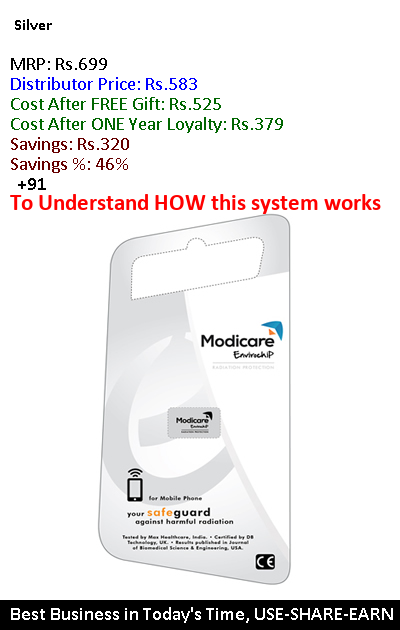 Silver
MRP: Rs.699
Distributor Price: Rs.583
Cost After FREE Gift: Rs.525
Cost After ONE Year Loyalty: Rs.379
Savings: Rs.320
Savings %: 46%
+91
To Understand HOW this system works
Modicare
EnvirochiP
RADIATION PROTECTION
Modicare
EnvirochiP
RADIATION PROTECTION
for Mobile Phone
your safeguard
against harmful radiation
Tested by Max Healthcare, India. • Certified by DB
Technology, UK. • Results published in Journal
of Biomedical Science & Engineering, USA.
CE
Best Business in Today's Time, USE-SHARE-EARN